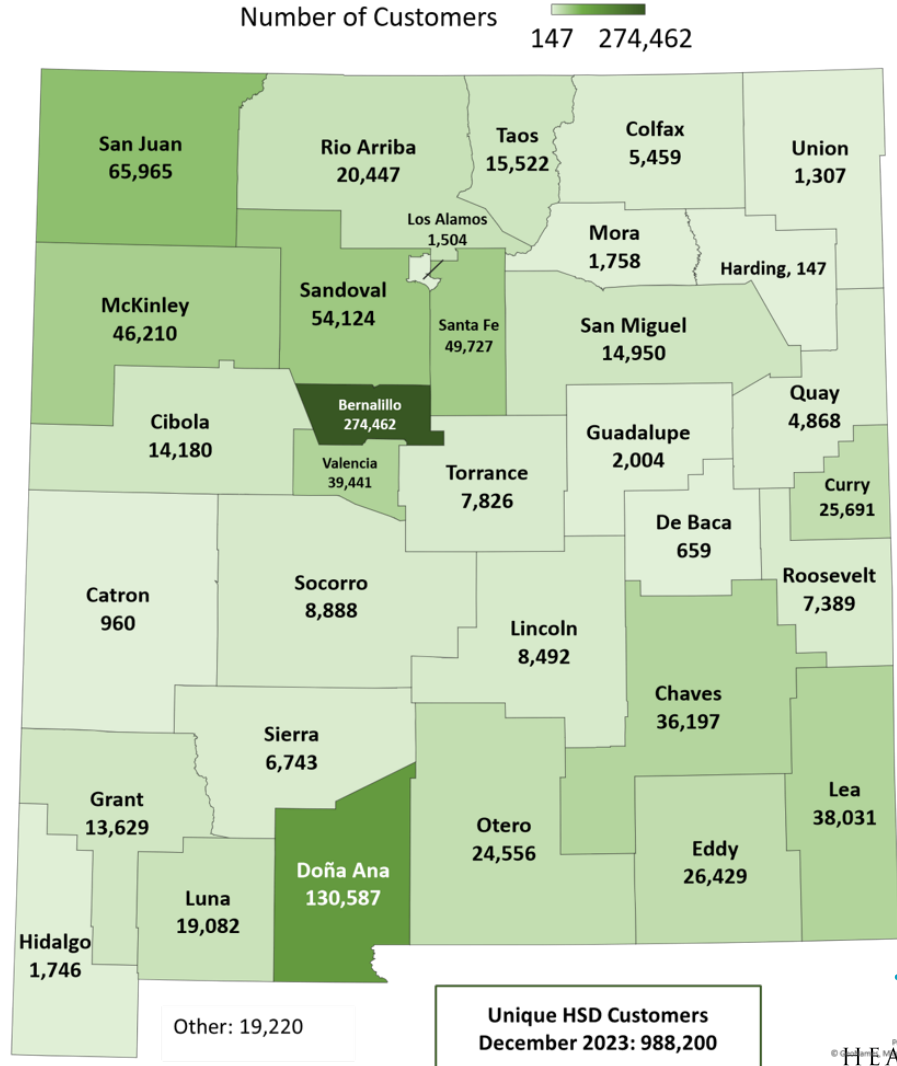 Number of Customers
147 274,462
San Juan
65,965
Rio Arriba
20,447
Taos
15,522
Colfax
5,459
Union
1,307
Los Alamos
1,504
Mora
1,758
Harding, 147
McKinley
46,210
Sandoval
54,124
Santa Fe
49,727
San Miguel
14,950
Quay
4,868
Cibola
14,180
Bernalillo
274,462
Valencia
39,441
Torrance
7,826
Guadalupe
2,004
Curry
25,691
De Baca
659
Roosevelt
7,389
Catron
960
Socorro
8,888
Lincoln
8,492
Chaves
36,197
Sierra
6,743
Lea
38,031
Grant
13,629
Otero
24,556
Eddy
26,429
Doña Ana
130,587
Luna
19,082
Hidalgo
1,746
Other: 19,220
Unique HSD Customers
December 2023: 988,200
HEA